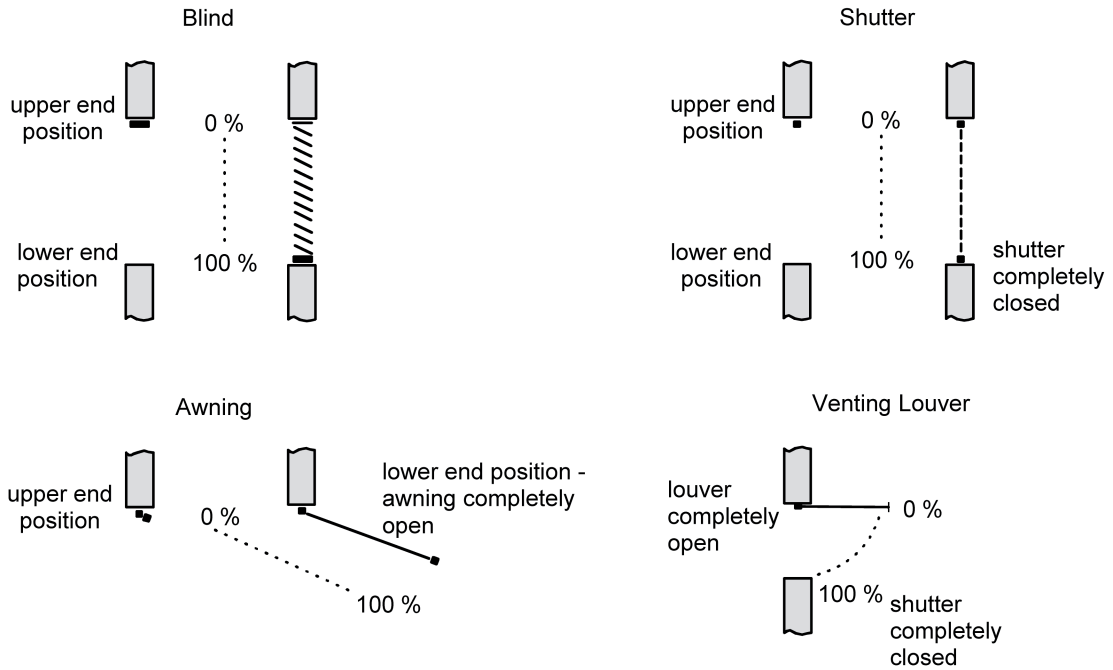 Blind
upper end
position
0 %
lower end
position
100 %
Shutter
upper end
position
0 %
lower end
position
100 %
shutter
completely
closed
Awning
upper end
position
0 %
lower end position -
awning completely
open
100 %
Venting Louver
louver
completely
open
0 %
100 %
shutter
completely
closed